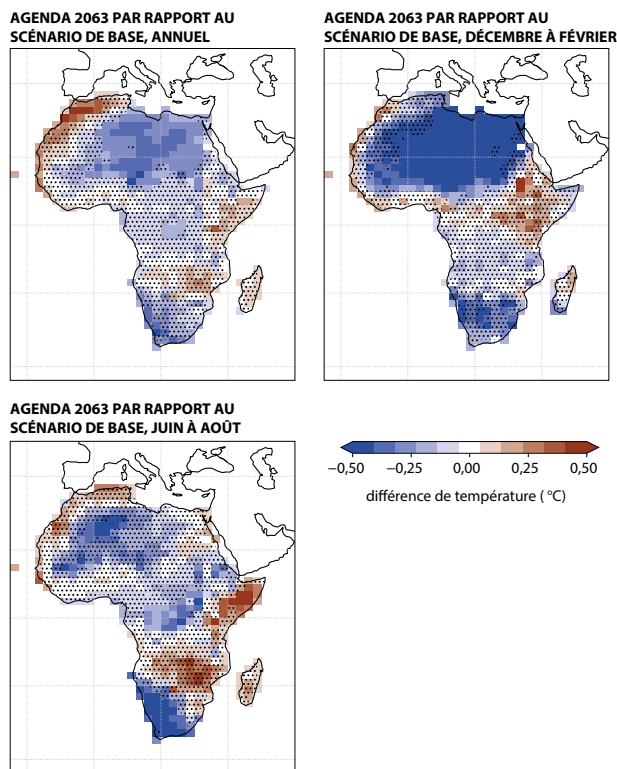 AGENDA 2063 PAR RAPPORT AU
SCÉNARIO DE BASE, ANNUEL
AGENDA 2063 PAR RAPPORT AU
SCÉNARIO DE BASE, DÉCEMBRE À FÉVRIER
AGENDA 2063 PAR RAPPORT AU
SCÉNARIO DE BASE, JUIN À AOÛT
−0,50 −0,25 0,00 0,25 0,50
différence de température ( °C)